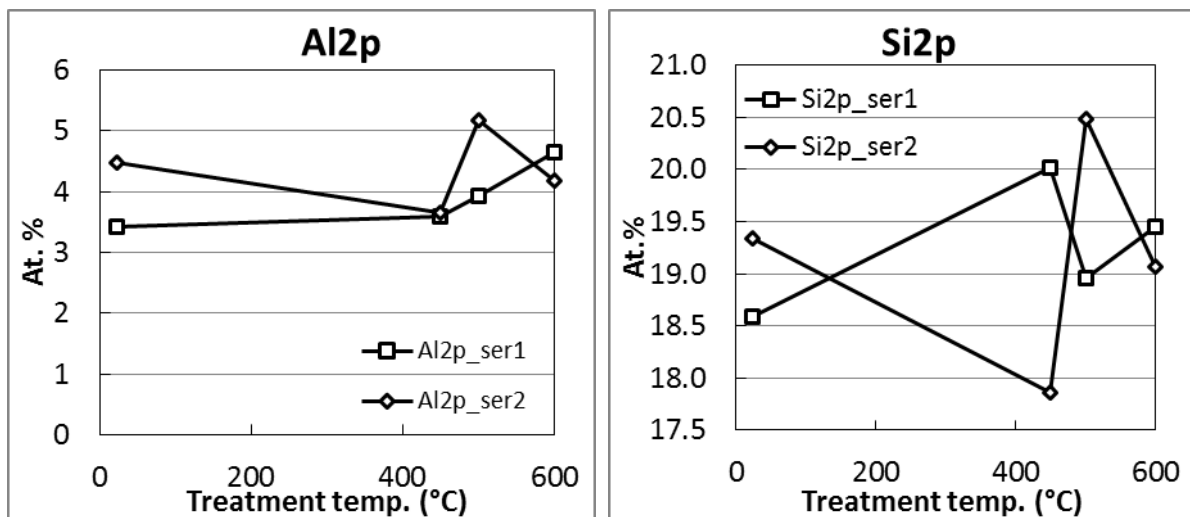 Al2p
6
5
4
3
2
1
0
At. %
Al2p_ser1
Al2p_ser2
0 200 400 600
Treatment temp. (°C)
Si2p
21.0
20.5
20.0
19.5
19.0
18.5
18.0
17.5
At.%
Si2p_ser1
Si2p_ser2
0 200 400 600
Treatment temp. (°C)